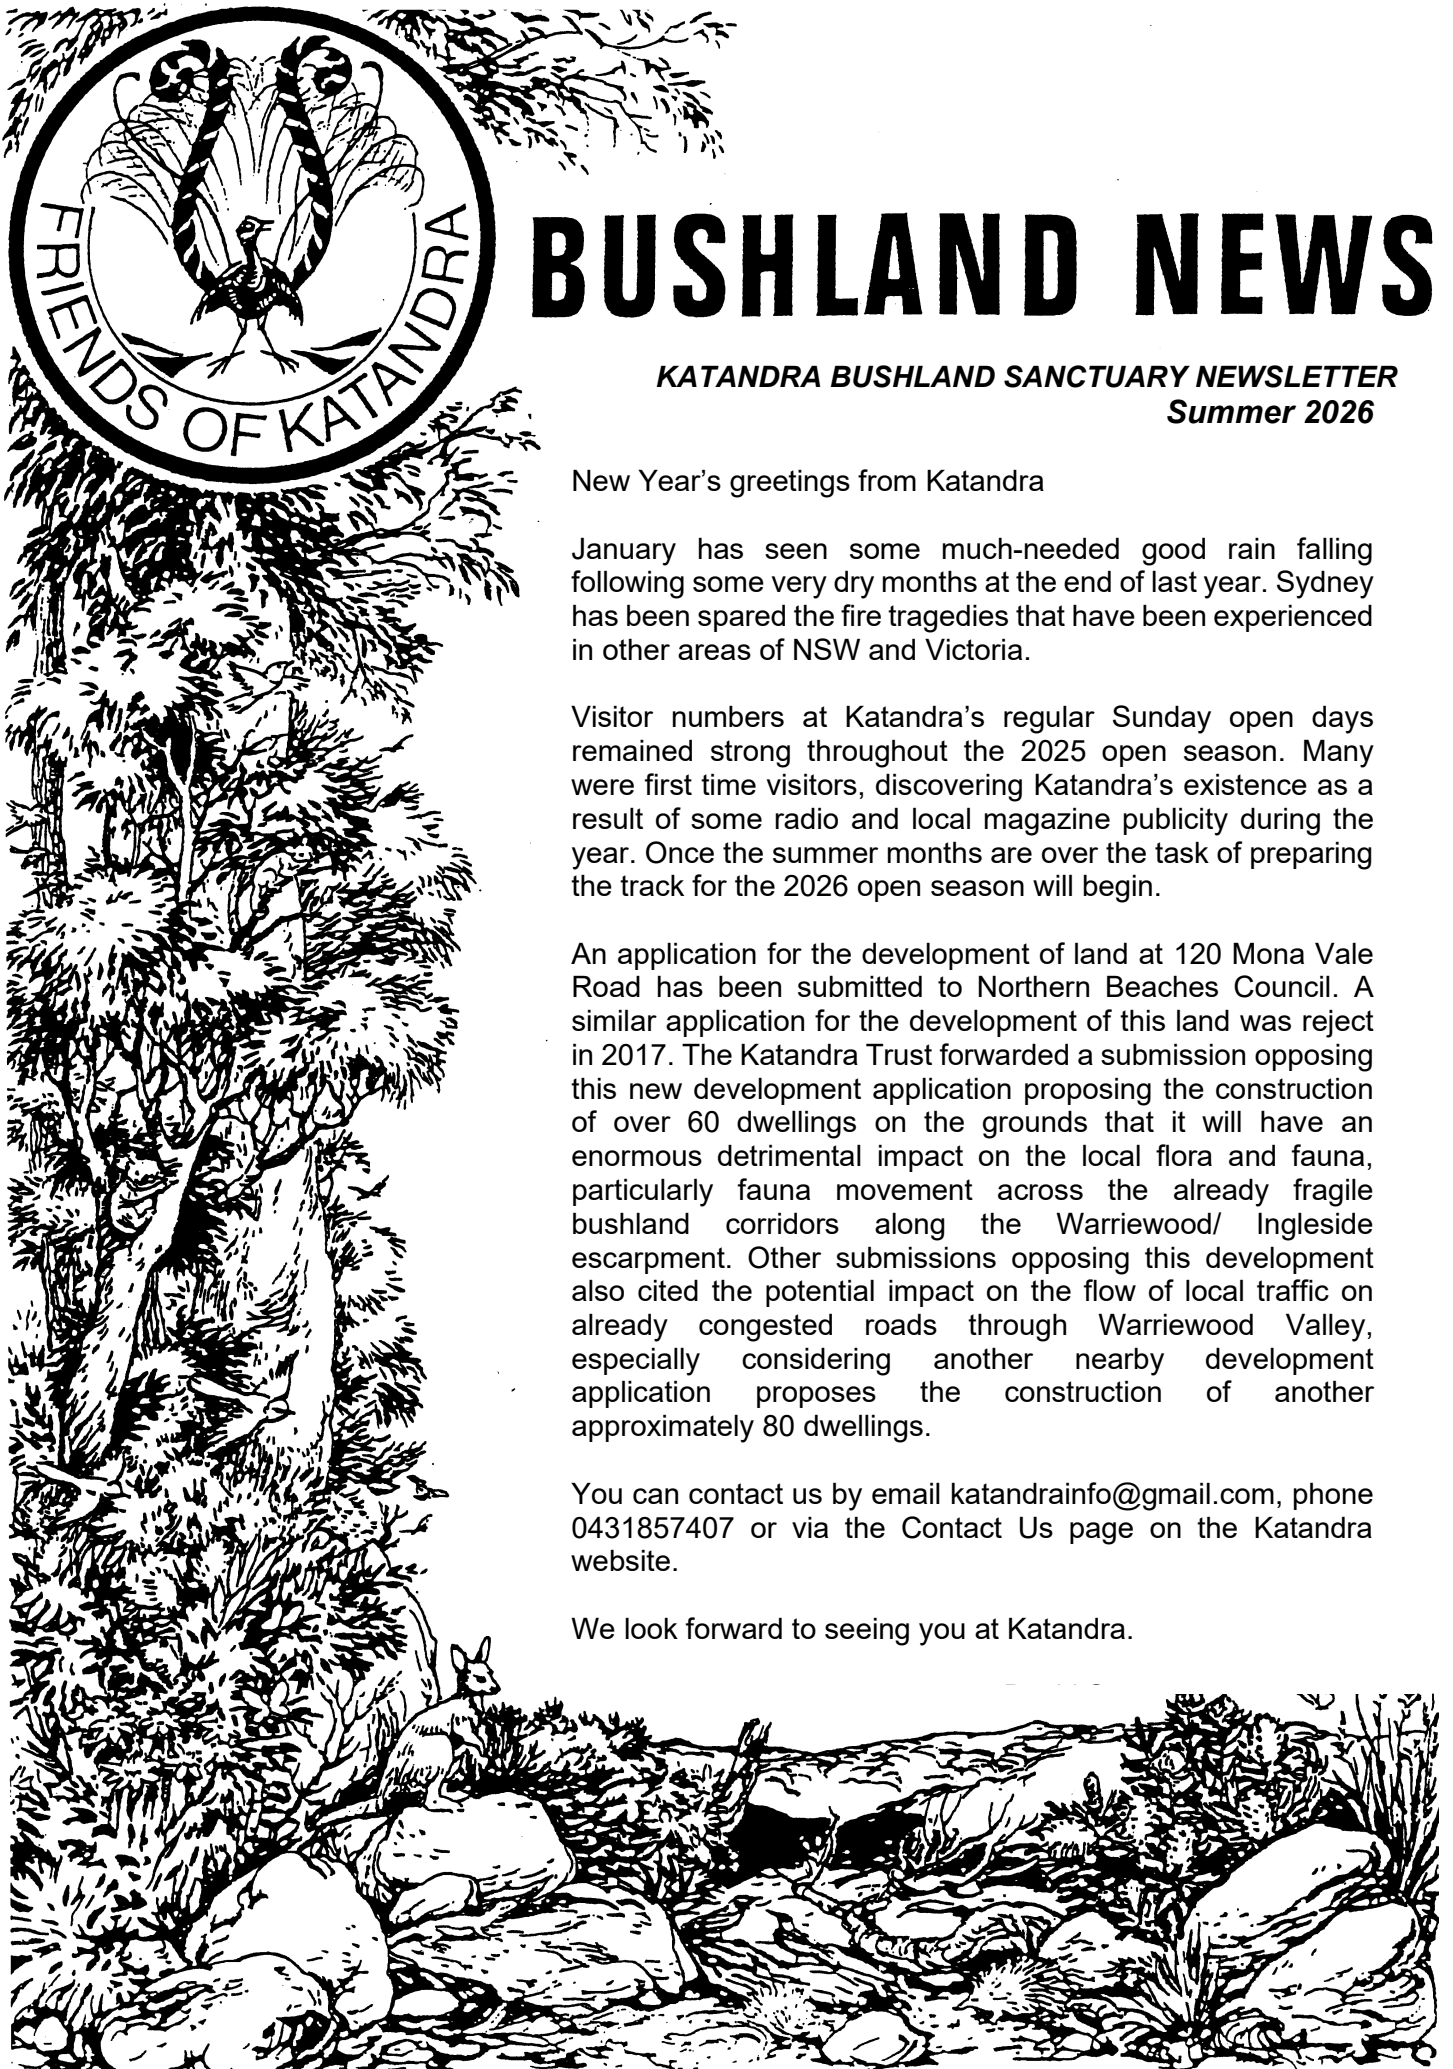 FRIENDS OF KATANDRA
BUSHLAND NEWS
KATANDRA BUSHLAND SANCTUARY NEWSLETTER
Summer 2026
New Year’s greetings from Katandra
January has seen some much-needed good rain falling
following some very dry months at the end of last year. Sydney
has been spared the fire tragedies that have been experienced
in other areas of NSW and Victoria.
Visitor numbers at Katandra’s regular Sunday open days
remained strong throughout the 2025 open season. Many
were first time visitors, discovering Katandra’s existence as a
result of some radio and local magazine publicity during the
year. Once the summer months are over the task of preparing
the track for the 2026 open season will begin.
An application for the development of land at 120 Mona Vale
Road has been submitted to Northern Beaches Council. A
similar application for the development of this land was reject
in 2017. The Katandra Trust forwarded a submission opposing
this new development application proposing the construction
of over 60 dwellings on the grounds that it will have an
enormous detrimental impact on the local flora and fauna,
particularly fauna movement across the already fragile
bushland corridors along the Warriewood/ Ingleside
escarpment. Other submissions opposing this development
also cited the potential impact on the flow of local traffic on
already congested roads through Warriewood Valley,
especially considering another nearby development
application proposes the construction of another
approximately 80 dwellings.
You can contact us by email katandrainfo@gmail.com, phone
0431857407 or via the Contact Us page on the Katandra
website.
We look forward to seeing you at Katandra.